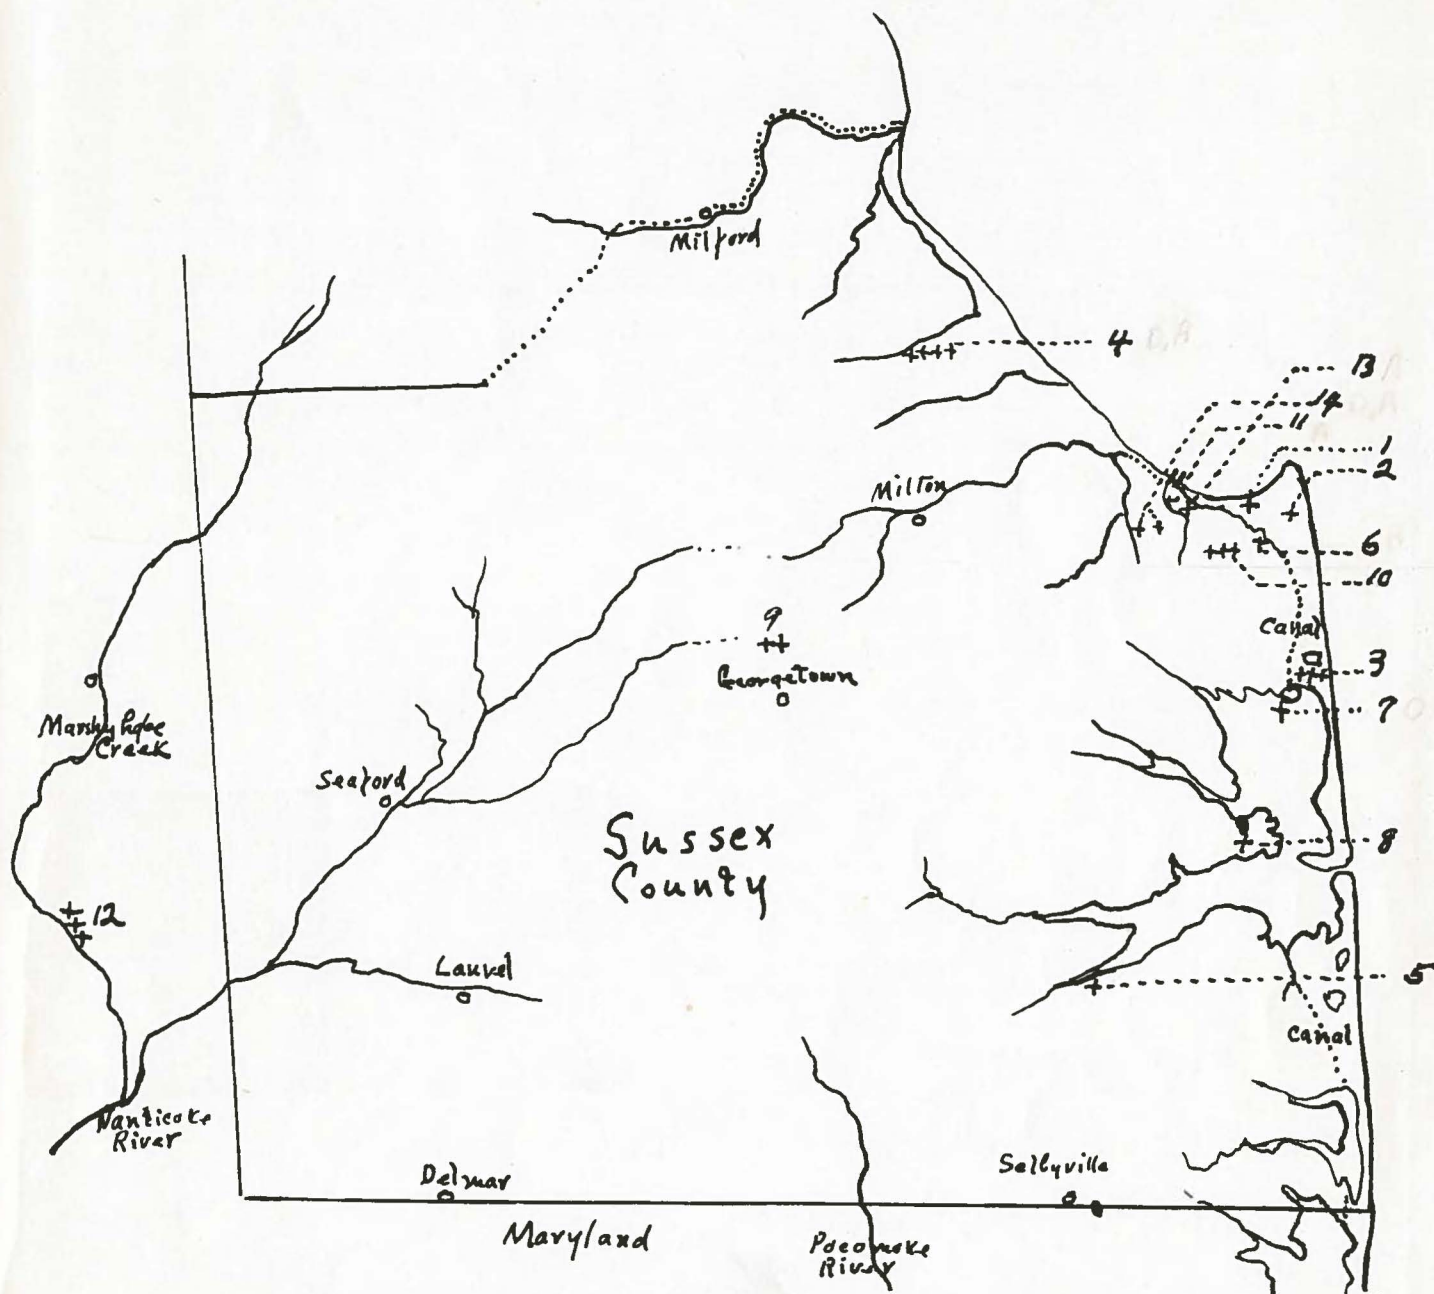 Milford
4
13
14
11
1
2
Milton
6
10
Canal
9
Georgetown
3
7
Marshyhope
Creek
Seaford
Sussex
County
8
12
Laurel
5
Canal
Nanticoke
River
Delmar
Selbyville
Maryland
Pocomoke
River